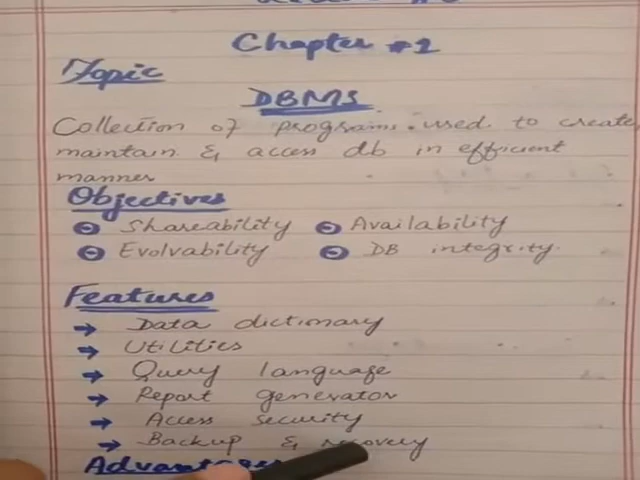 Chapter #2
Topic
DBMS
Collection of programs used to create,
maintain & access db in efficient
manner
Objectives
Shareability Availability
Evolvability DB integrity.
Features
→ Data dictionary
→ Utilities
→ Query language
→ Report generator
→ Access security
→ Backup & recovery
Advantages